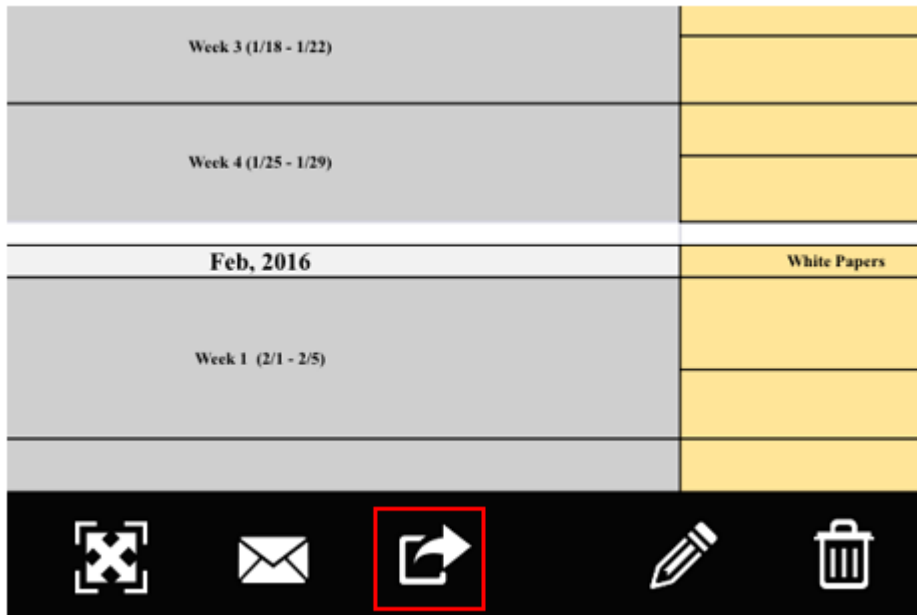 Week 3 (1/18 - 1/22)
Week 4 (1/25 - 1/29)
Feb, 2016 White Papers
Week 1 (2/1 - 2/5)